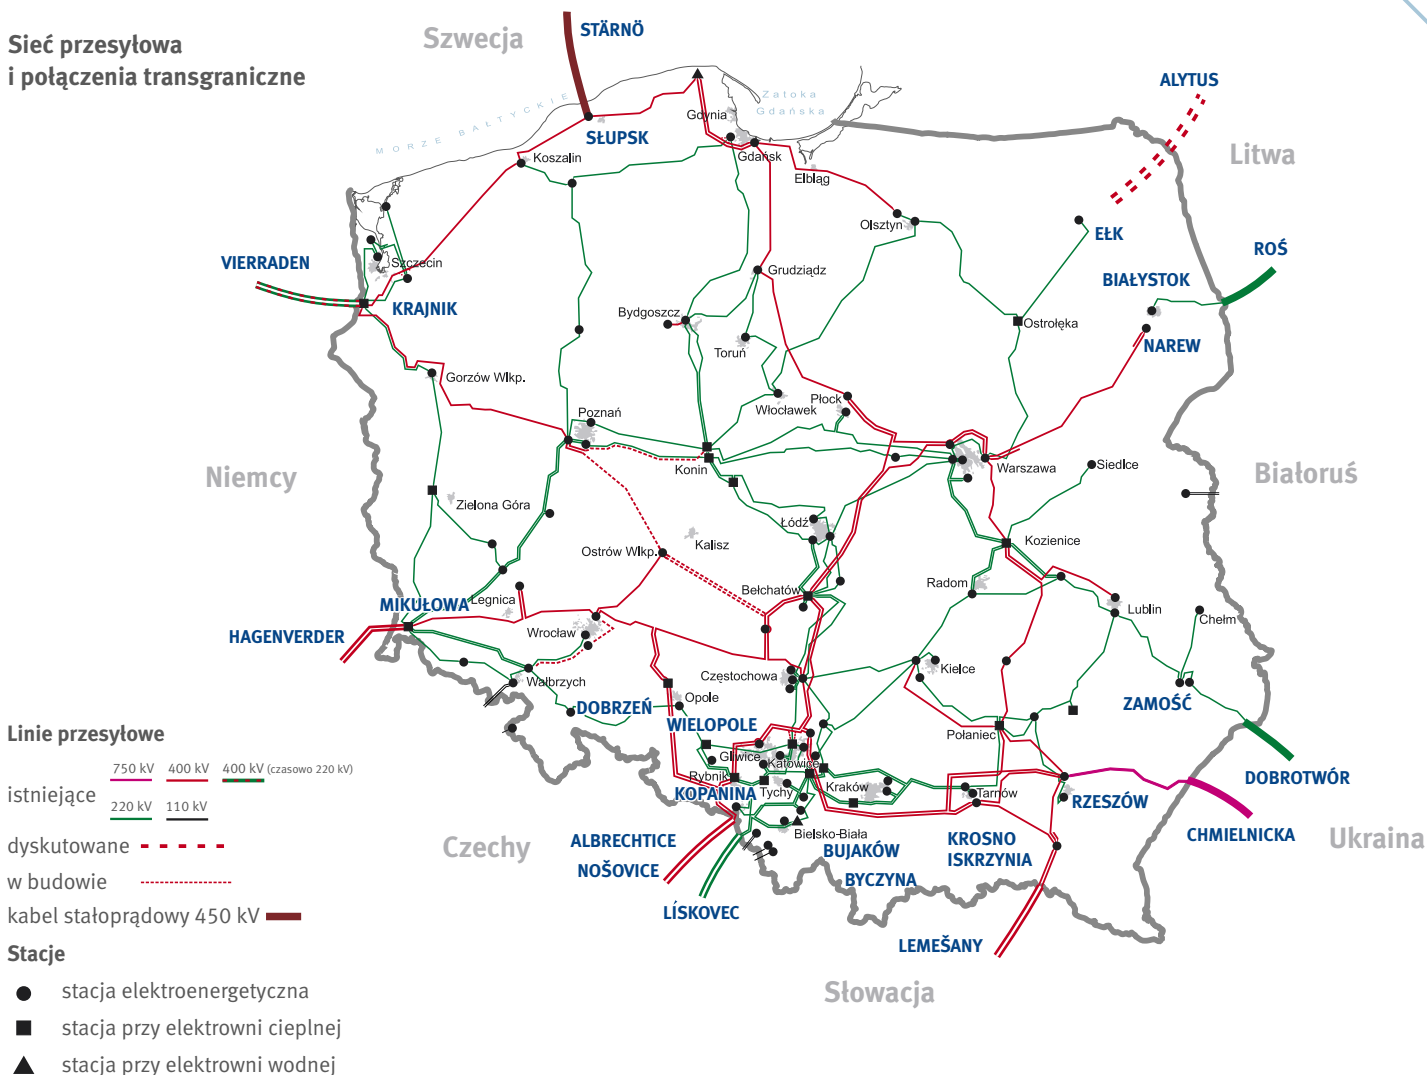 Sieć przesyłowa
i połączenia transgraniczne
Szwecja
STÄRNÖ
MORZE BAŁTYCKIE
Zatoka
Gdańska
Gdynia
SŁUPSK
Gdańsk
Koszalin
Elbląg
ALYTUS
Litwa
Olsztyn
EŁK
ROŚ
VIERRADEN
Szczecin
Grudziądz
BIAŁYSTOK
KRAJNIK
Bydgoszcz
Toruń
Ostrołęka
NAREW
Gorzów Wlkp.
Włocławek
Płock
Poznań
Niemcy
Konin
Warszawa
Siedlce
Białoruś
Zielona Góra
Łódź
Kalisz
Ostrów Wlkp.
Kozienice
Bełchatów
Radom
MIKUŁOWA
Legnica
Lublin
Chełm
HAGENVERDER
Wrocław
Wałbrzych
Częstochowa
Kielce
DOBRZEŃ
Opole
WIELOPOLE
ZAMOŚĆ
Połaniec
Gliwice
Katowice
Rybnik
KOPANINA
Tychy
Kraków
Tarnów
RZESZÓW
DOBROTWÓR
CHMIELNICKA
Ukraina
Czechy
ALBRECHTICE
NOŠOVICE
Bielsko-Biała
BUJAKÓW
BYCZYNA
KROSNO
ISKRZYNIA
LÍSKOVEC
LEMEŠANY
Słowacja
Linie przesyłowe
750 kV 400 kV 400 kV (czasowo 220 kV)
istniejące
220 kV 110 kV
dyskutowane
w budowie
kabel stałoprądowy 450 kV
Stacje
stacja elektroenergetyczna
stacja przy elektrowni cieplnej
stacja przy elektrowni wodnej